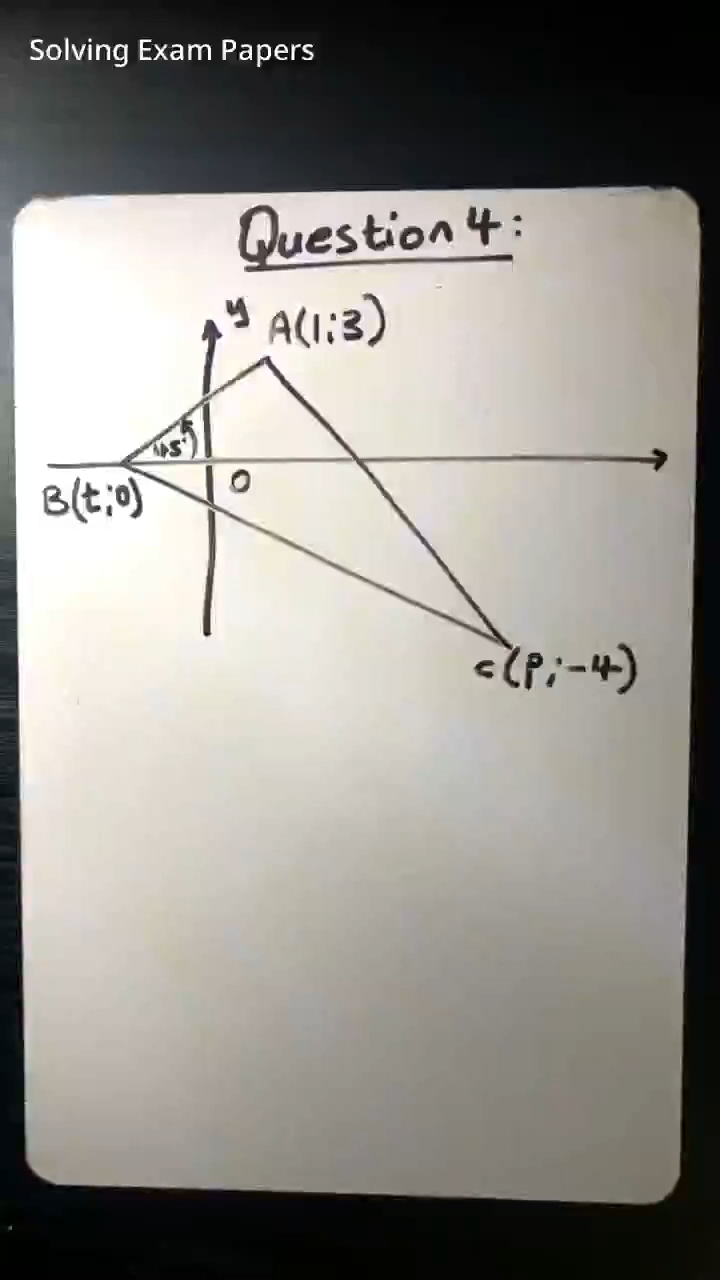 Solving Exam Papers
Question 4:
y
A(1;3)
45°
B(t;0)
O
C(P;-4)